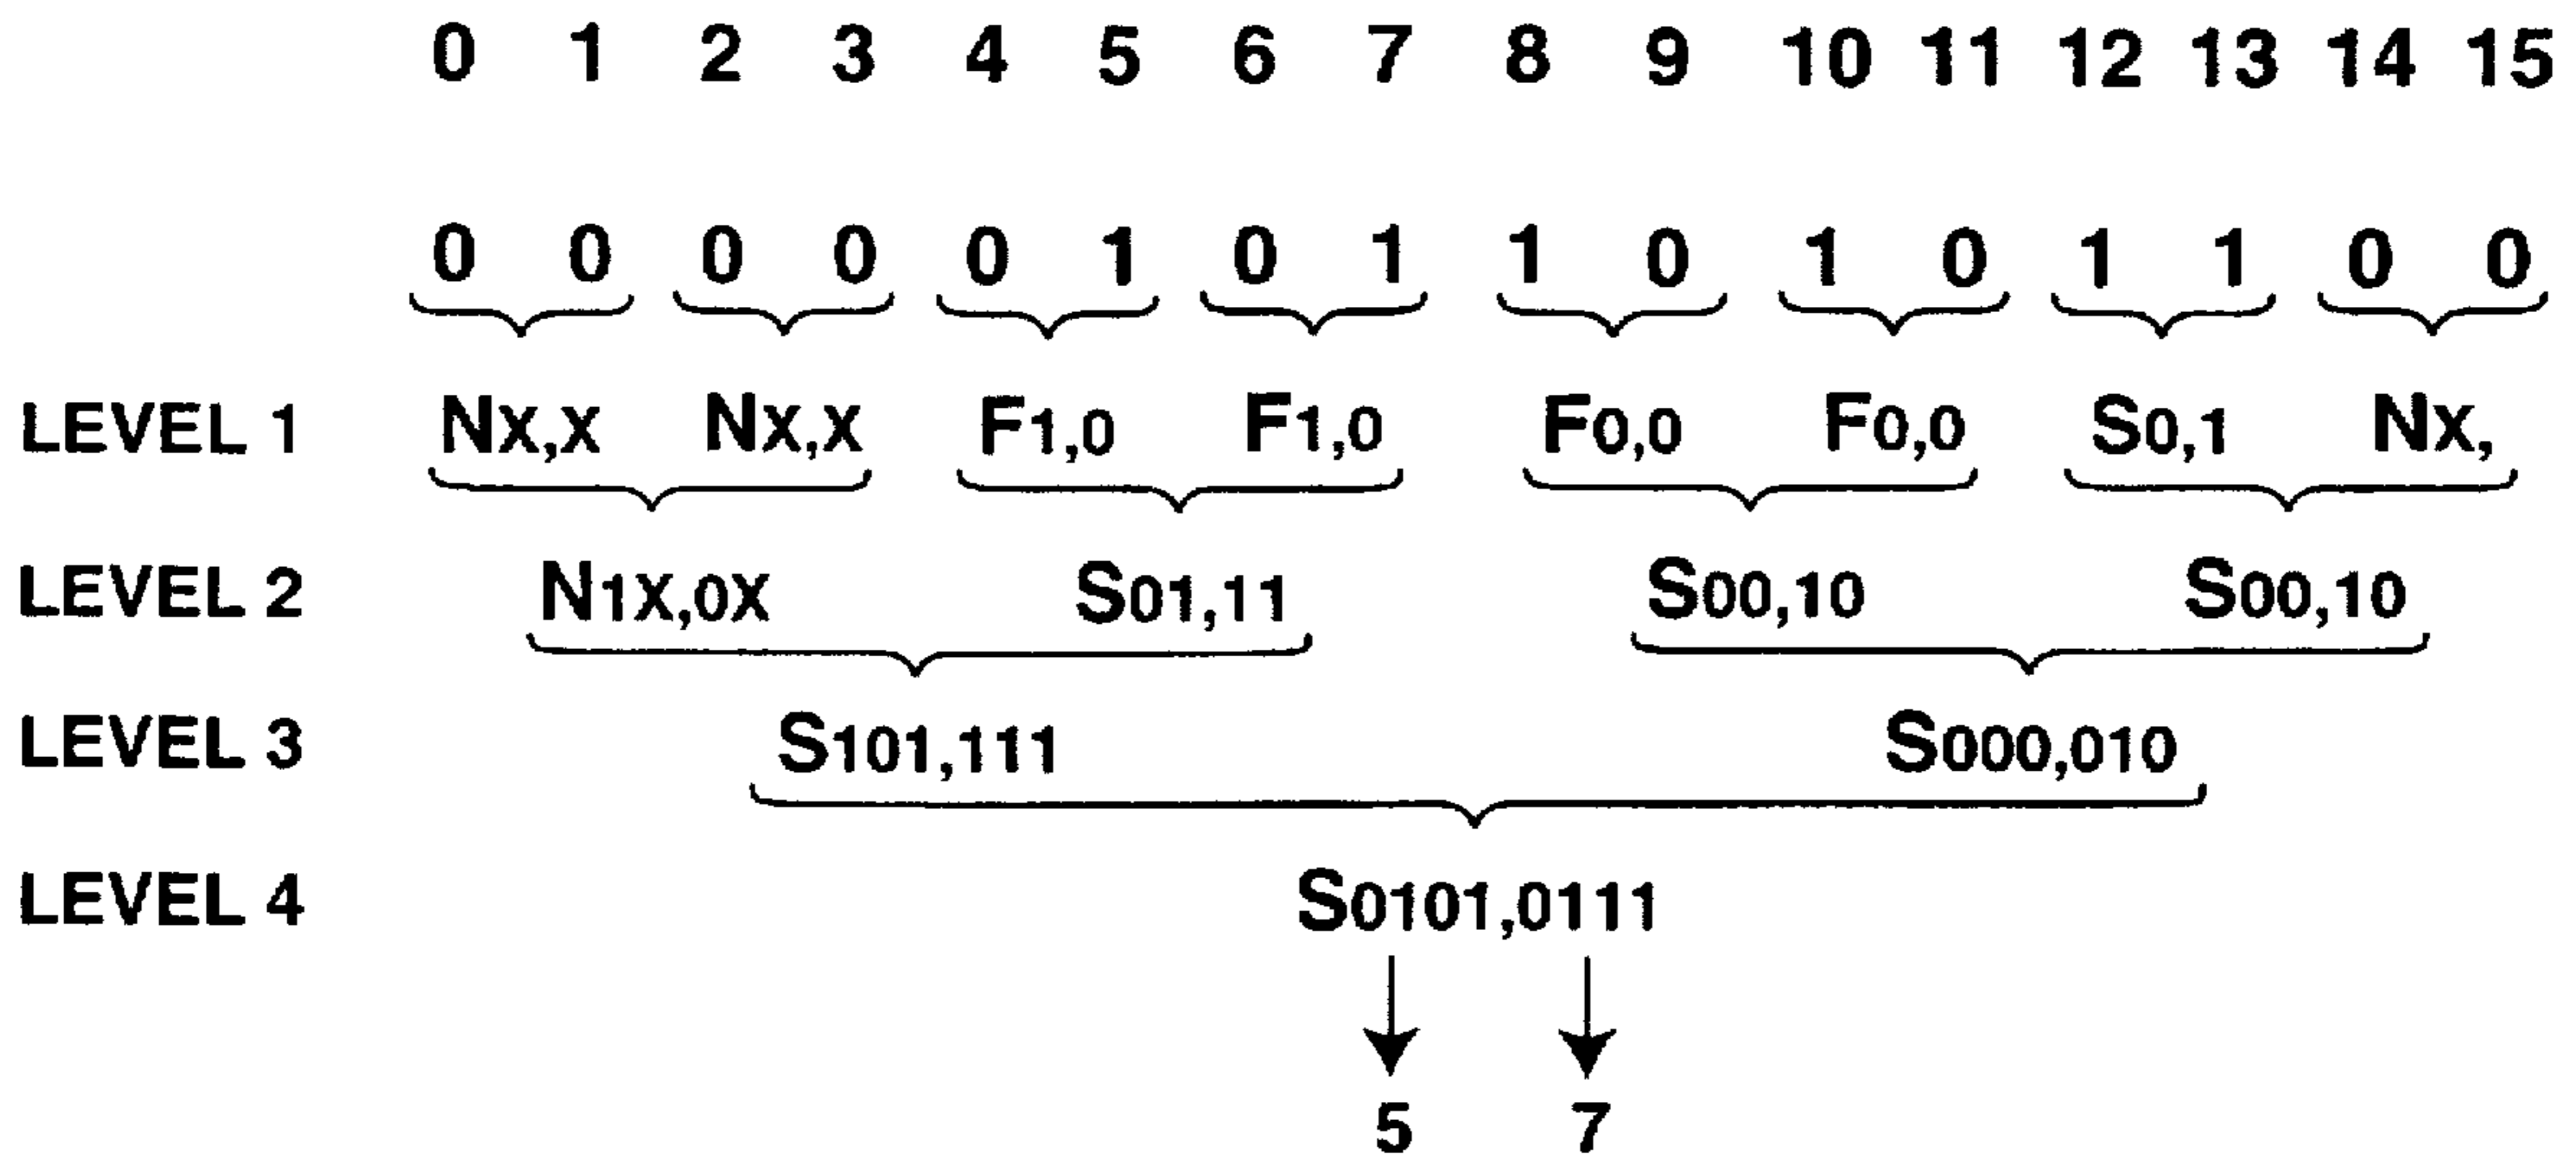 0 1 2 3 4 5 6 7 8 9 10 11 12 13 14 15
0 0 0 0 0 1 0 1 1 0 1 0 1 1 0 0
LEVEL 1 Nx,x Nx,x F1,0 F1,0 F0,0 F0,0 S0,1 Nx,
LEVEL 2 N1x,0x S01,11 S00,10 S00,10
LEVEL 3 S101,111 S000,010
LEVEL 4 S0101,0111
5 7